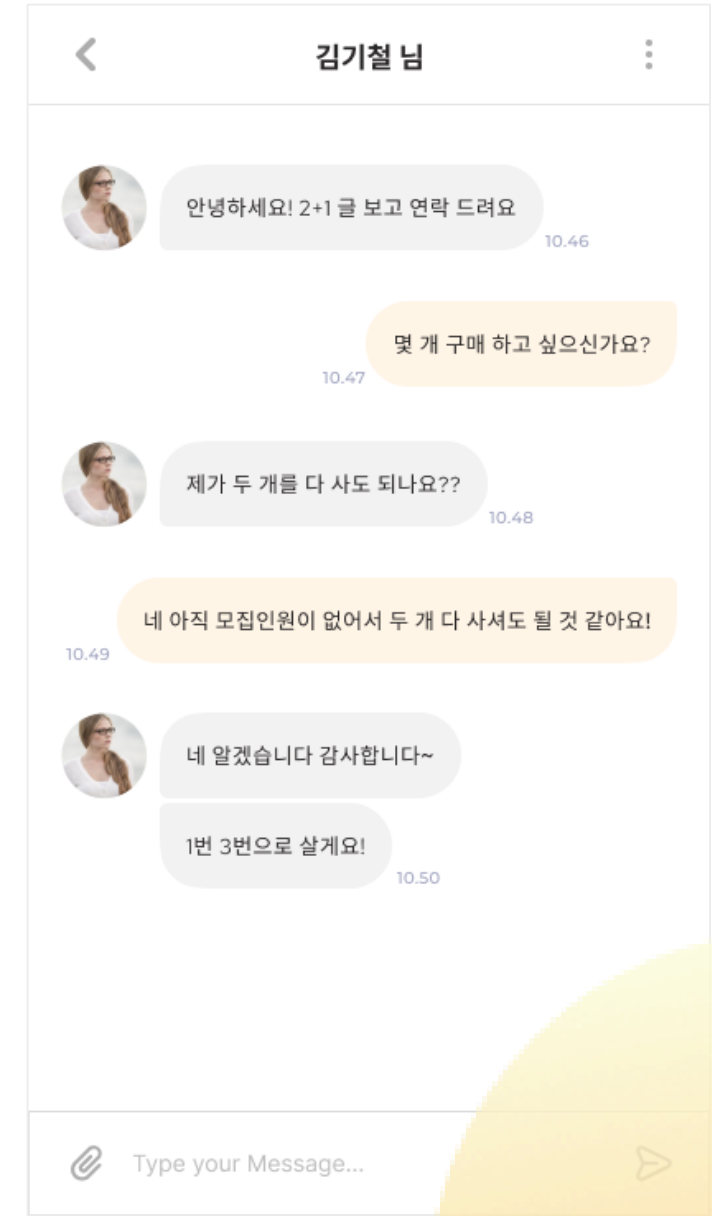 김기철 님
안녕하세요! 2+1 글 보고 연락 드려요
10.46
몇 개 구매 하고 싶으신가요?
10.47
제가 두 개를 다 사도 되나요??
10.48
네 아직 모집인원이 없어서 두 개 다 사셔도 될 것 같아요!
10.49
네 알겠습니다 감사합니다~
1번 3번으로 살게요!
10.50
Type your Message...